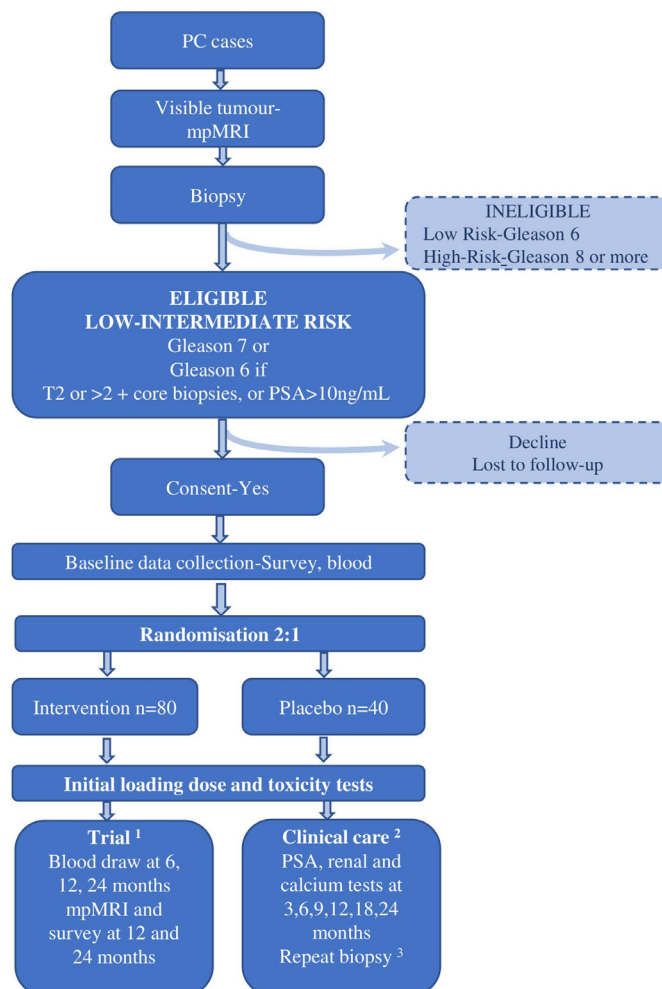 PC cases
Visible tumour-
mpMRI
Biopsy
INELIGIBLE
Low Risk-Gleason 6
High-Risk-Gleason 8 or more
ELIGIBLE
LOW-INTERMEDIATE RISK
Gleason 7 or
Gleason 6 if
T2 or >2 + core biopsies, or PSA>10ng/mL
Decline
Lost to follow-up
Consent-Yes
Baseline data collection-Survey, blood
Randomisation 2:1
Intervention n=80
Placebo n=40
Initial loading dose and toxicity tests
Trial 1
Blood draw at 6,
12, 24 months
mpMRI and
survey at 12 and
24 months
Clinical care 2
PSA, renal and
calcium tests at
3,6,9,12,18,24
months
Repeat biopsy 3